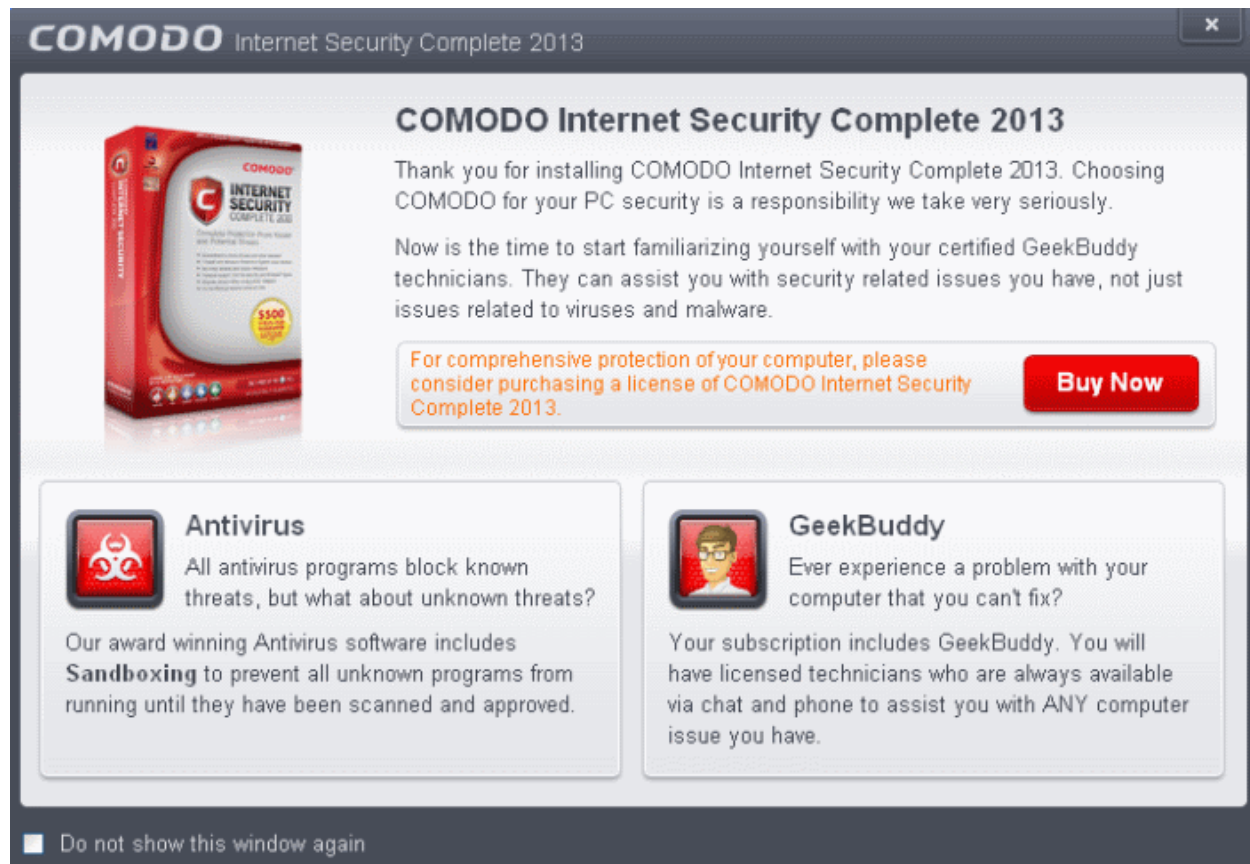 COMODO Internet Security Complete 2013
COMODO Internet Security Complete 2013
Thank you for installing COMODO Internet Security Complete 2013. Choosing
COMODO for your PC security is a responsibility we take very seriously.
Now is the time to start familiarizing yourself with your certified GeekBuddy
technicians. They can assist you with security related issues you have, not just
issues related to viruses and malware.
For comprehensive protection of your computer, please
consider purchasing a license of COMODO Internet Security
Complete 2013.
Buy Now
COMODO
INTERNET
SECURITY
$500
INTERNET SECURITY
COMODO
Antivirus
All antivirus programs block known
threats, but what about unknown threats?
Our award winning Antivirus software includes
Sandboxing to prevent all unknown programs from
running until they have been scanned and approved.
GeekBuddy
Ever experience a problem with your
computer that you can't fix?
Your subscription includes GeekBuddy. You will
have licensed technicians who are always available
via chat and phone to assist you with ANY computer
issue you have.
Do not show this window again